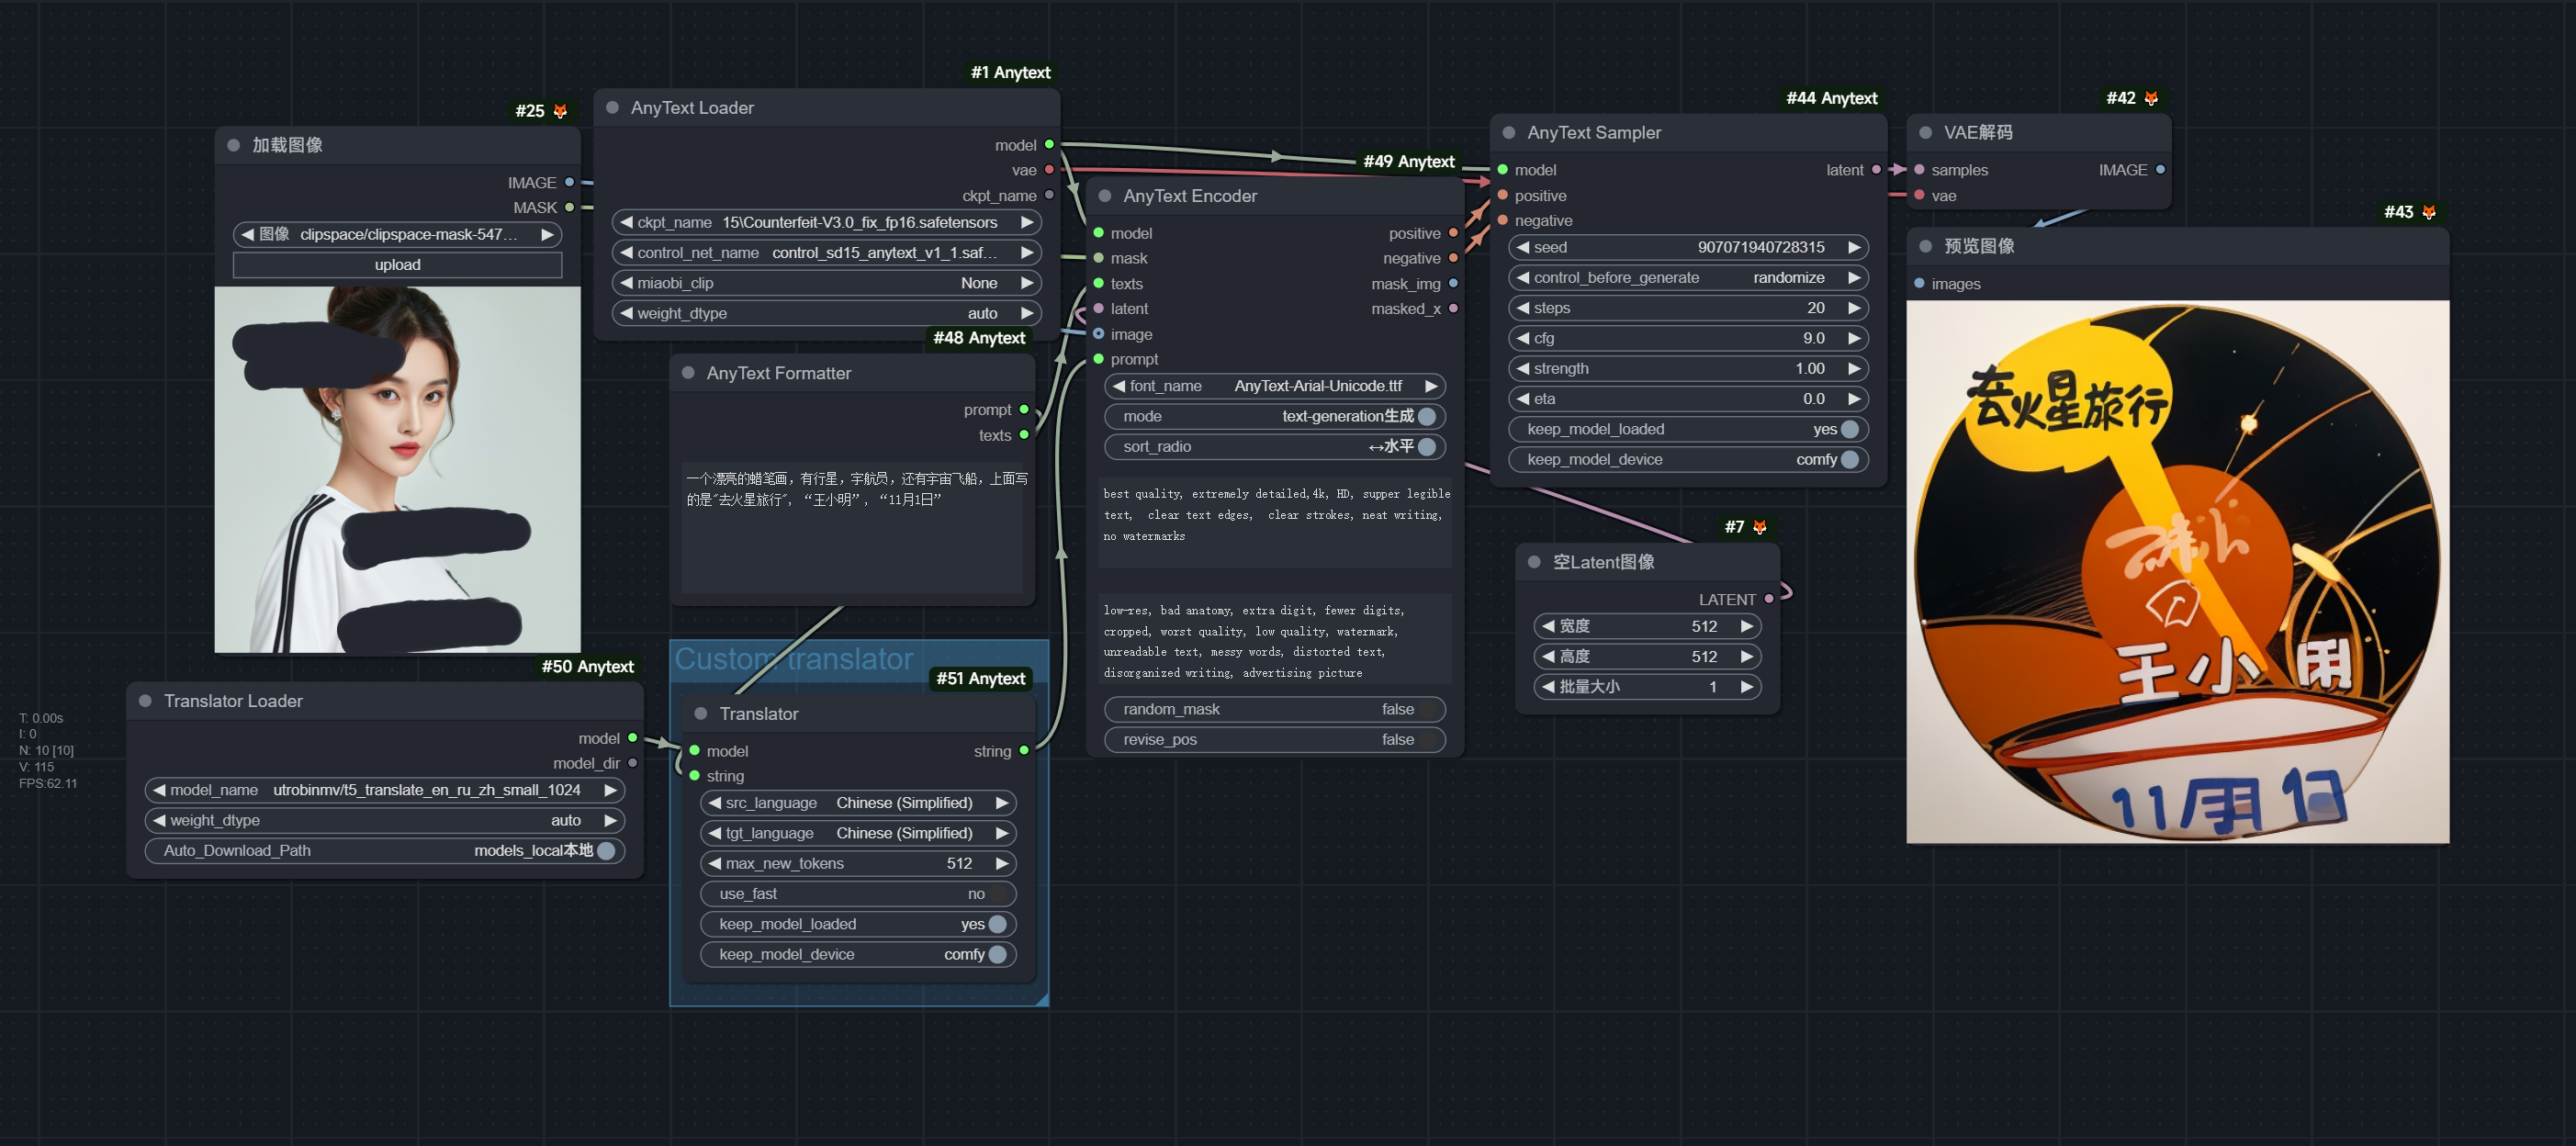 #25
加载图像
IMAGE
MASK
图像 clipspace/clipspace-mask-547...
upload
#1 Anytext
AnyText Loader
model
vae
ckpt_name
ckpt_name 15\Counterfeit-V3.0_fix_fp16.safetensors
control_net_name control_sd15_anytext_v1_1.saf...
miaobi_clip None
weight_dtype auto
#48 Anytext
AnyText Formatter
prompt
texts
一个漂亮的蜡笔画，有行星，宇航员，还有宇宙飞船，上面写
的是"去火星旅行"，“王小明”，“11月1日”
#50 Anytext
Translator Loader
model
model_dir
model_name utrobinmv/t5_translate_en_ru_zh_small_1024
weight_dtype auto
Auto_Download_Path models_local本地
T: 0.00s
I: 0
N: 10 [10]
V: 115
FPS:62.11
Custom translator
#51 Anytext
Translator
model string
string
src_language Chinese (Simplified)
tgt_language Chinese (Simplified)
max_new_tokens 512
use_fast no
keep_model_loaded yes
keep_model_device comfy
#49 Anytext
AnyText Encoder
model positive
mask negative
texts mask_img
latent masked_x
image
prompt
font_name AnyText-Arial-Unicode.ttf
mode text-generation生成
sort_radio ↔水平
best quality, extremely detailed,4k, HD, supper legible
text, clear text edges, clear strokes, neat writing,
no watermarks
low-res, bad anatomy, extra digit, fewer digits,
cropped, worst quality, low quality, watermark,
unreadable text, messy words, distorted text,
disorganized writing, advertising picture
random_mask false
revise_pos false
#44 Anytext
AnyText Sampler
model latent
positive
negative
seed 907071940728315
control_before_generate randomize
steps 20
cfg 9.0
strength 1.00
eta 0.0
keep_model_loaded yes
keep_model_device comfy
#7
空Latent图像
LATENT
宽度 512
高度 512
批量大小 1
#42
VAE解码
samples IMAGE
vae
#43
预览图像
images
去火星旅行
王小
11月